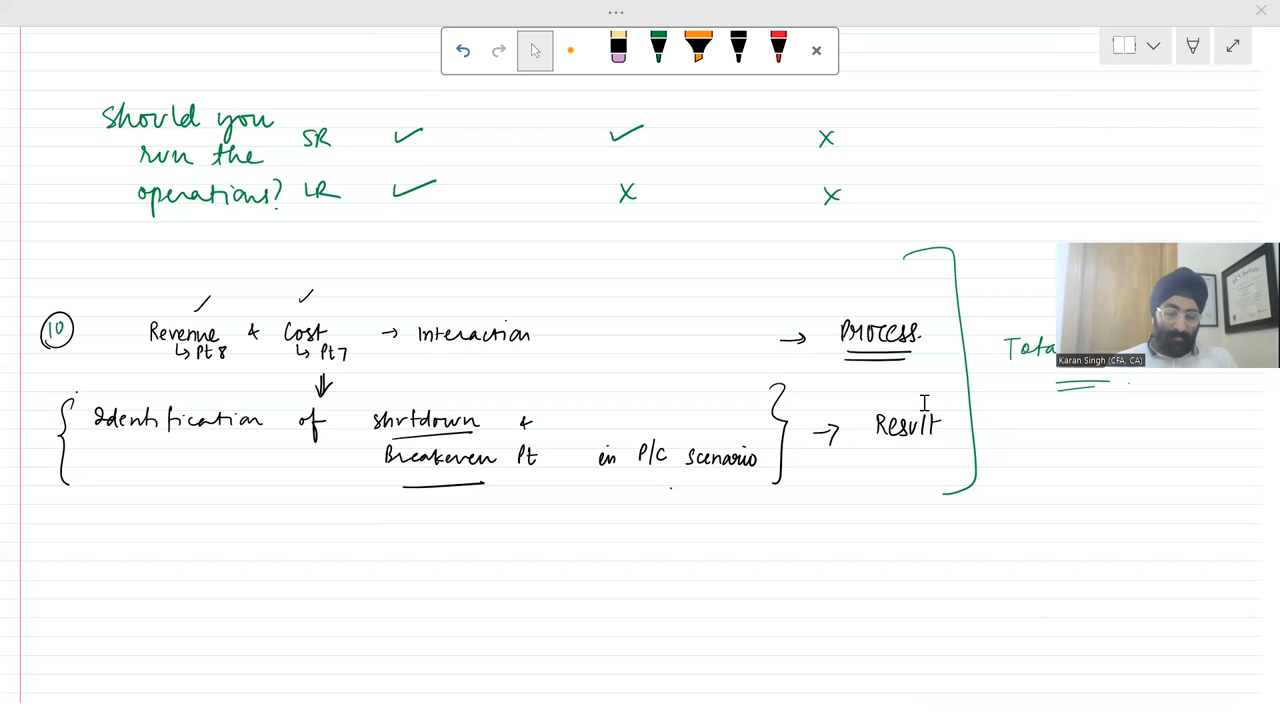 Should you
run the
operations?
SR ✓ ✓ x
LR ✓ x x
10 Revenue & Cost → Interaction → PROCESS.
↳ Pt 8 ↳ Pt 7
Identification of shutdown &
Breakeven Pt in P/C scenario → Result
Tota
Karan Singh (CFA, CA)